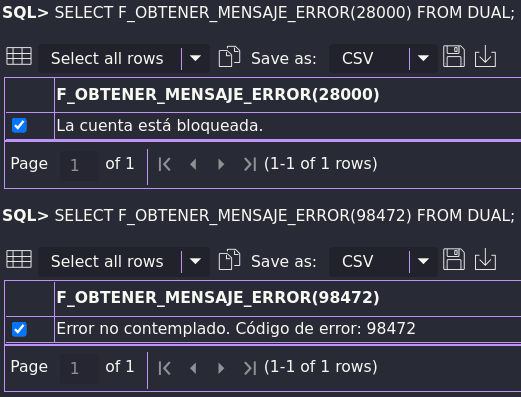 SQL> SELECT F_OBTENER_MENSAJE_ERROR(28000) FROM DUAL;
Select all rows Save as: CSV
F_OBTENER_MENSAJE_ERROR(28000)
La cuenta está bloqueada.
Page 1 of 1 (1-1 of 1 rows)
SQL> SELECT F_OBTENER_MENSAJE_ERROR(98472) FROM DUAL;
Select all rows Save as: CSV
F_OBTENER_MENSAJE_ERROR(98472)
Error no contemplado. Código de error: 98472
Page 1 of 1 (1-1 of 1 rows)